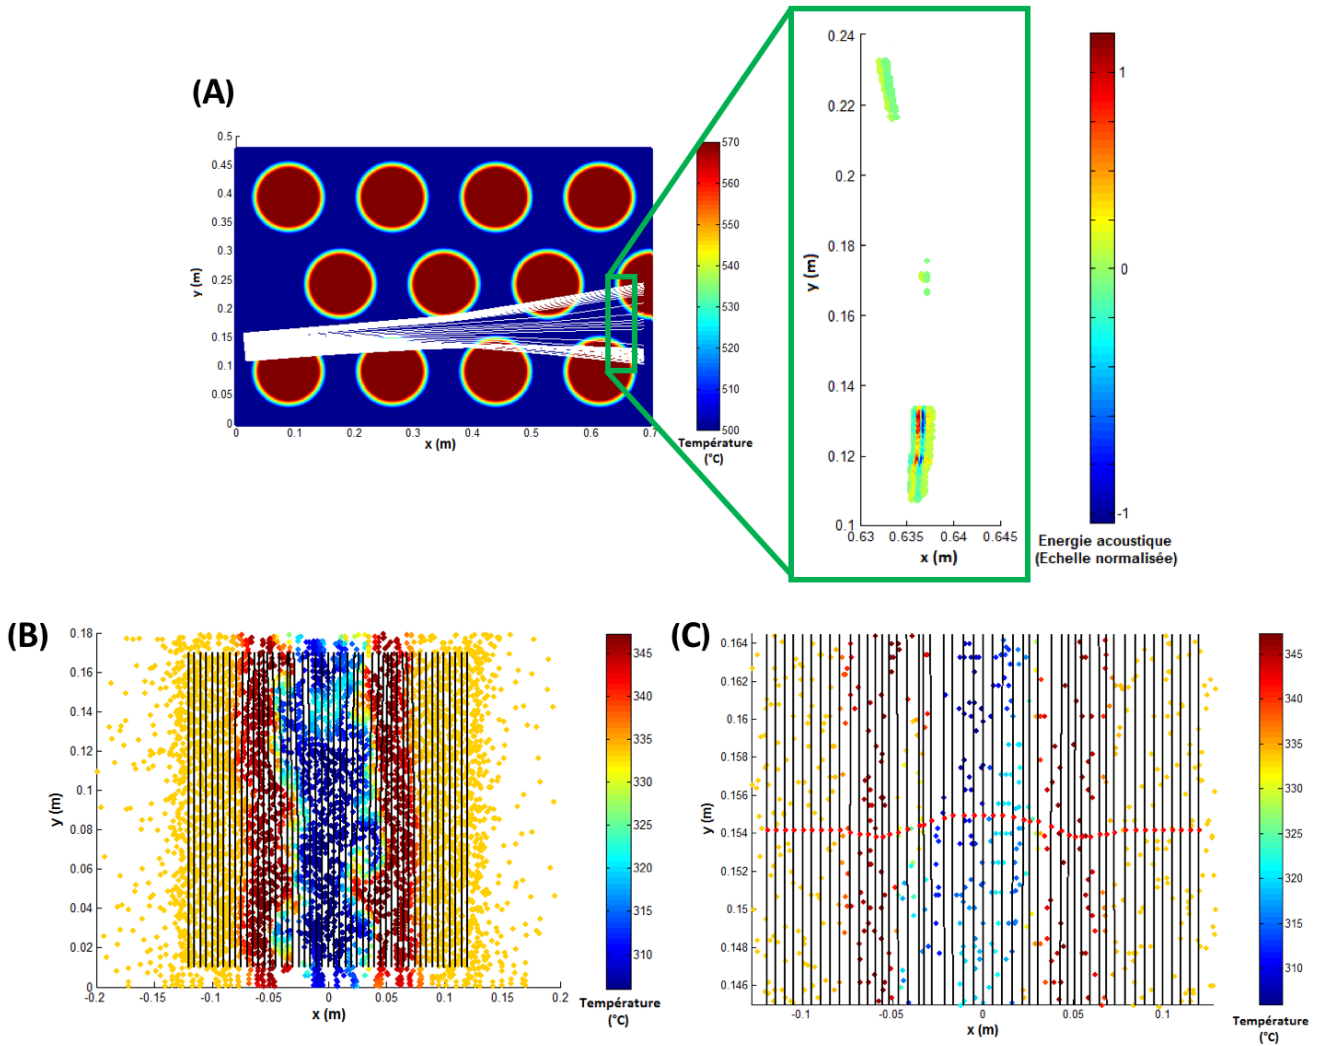 (A)
0.5
0.45
0.4
0.35
0.3
0.25
0.2
0.15
0.1
0.05
0
y (m)
0 0.1 0.2 0.3 0.4 0.5 0.6 0.7
x (m)
570
560
550
540
530
520
510
500
Température
(°C)
0.24
0.22
0.2
0.18
0.16
0.14
0.12
0.1
y (m)
0.63 0.635 0.64 0.645
x (m)
1
0
-1
Energie acoustique
(Echelle normalisée)
(B)
0.18
0.16
0.14
0.12
0.1
0.08
0.06
0.04
0.02
0
y (m)
-0.2 -0.15 -0.1 -0.05 0 0.05 0.1 0.15 0.2
x (m)
345
340
335
330
325
320
315
310
Température
(°C)
(C)
0.164
0.162
0.16
0.158
0.156
0.154
0.152
0.15
0.148
0.146
y (m)
-0.1 -0.05 0 0.05 0.1
x (m)
345
340
335
330
325
320
315
310
Température
(°C)